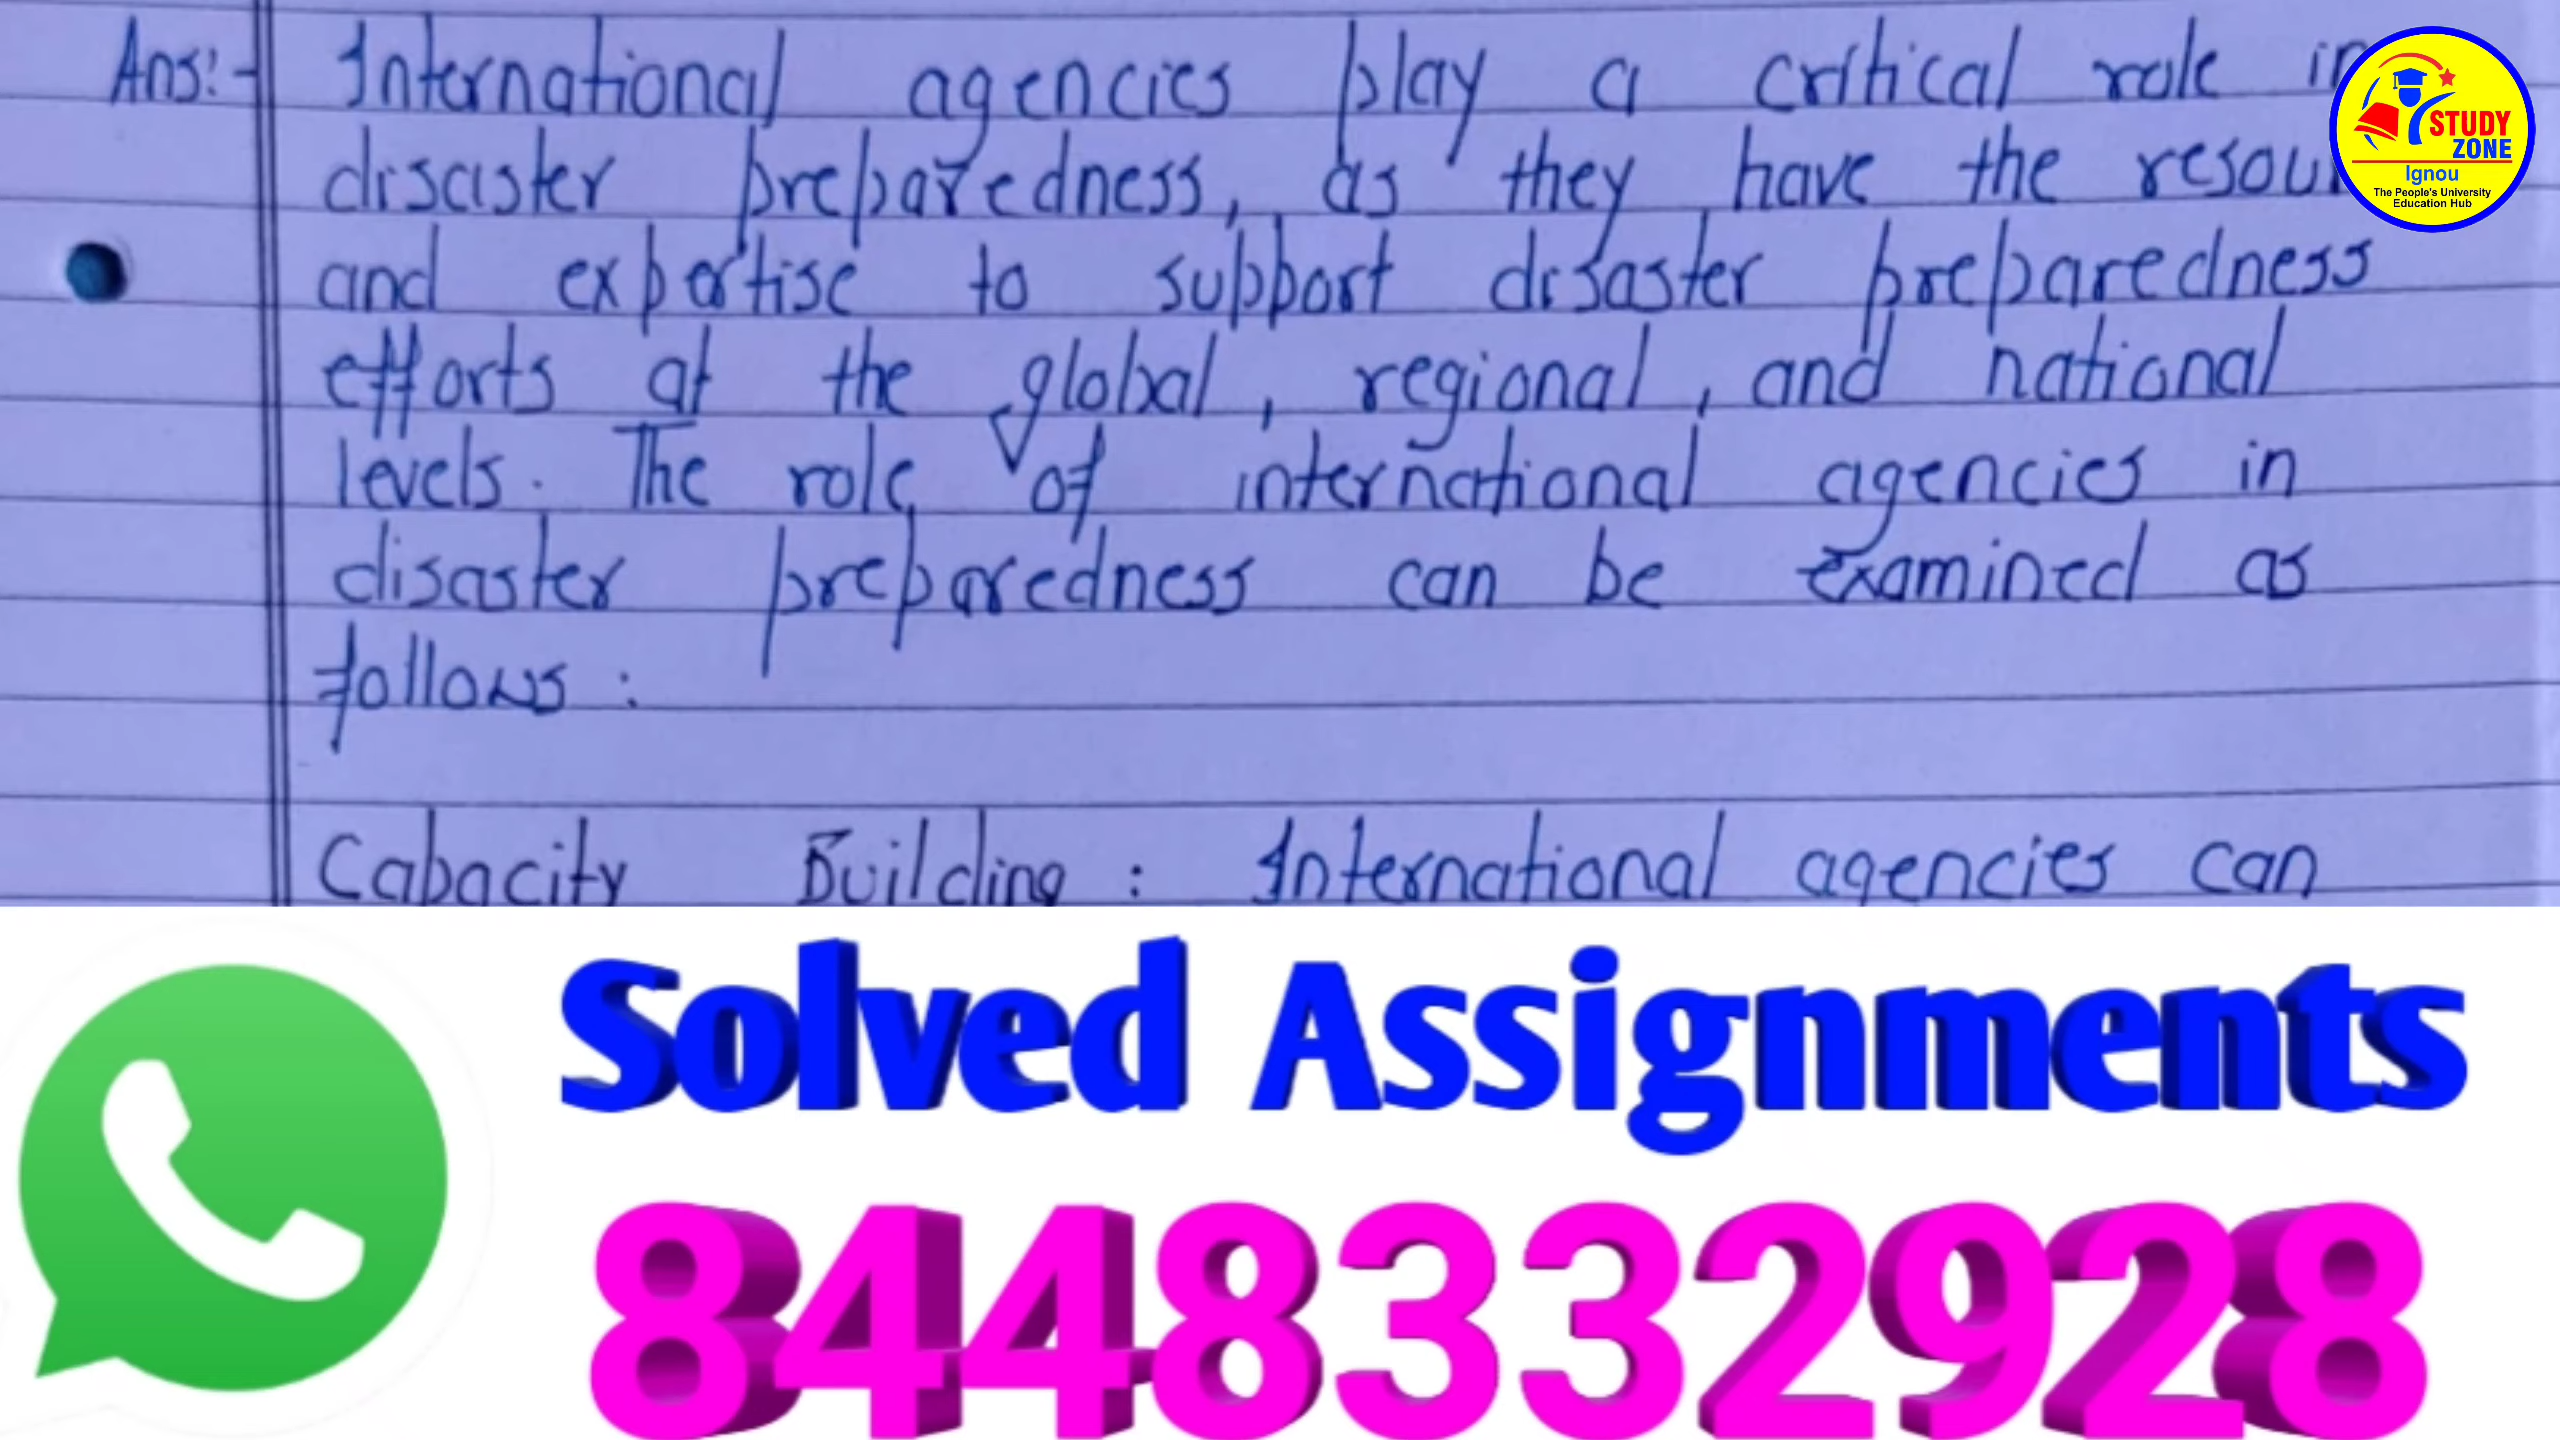 Ans:- International agencies play a critical role in
disaster preparedness, as they have the resou
and expertise to support disaster preparedness
efforts at the global, regional, and national
levels. The role of international agencies in
disaster preparedness can be examined as
follows :
Capacity Building : International agencies can
STUDY
ZONE
Ignou
The People's University
Education Hub
Solved Assignments
8448332928